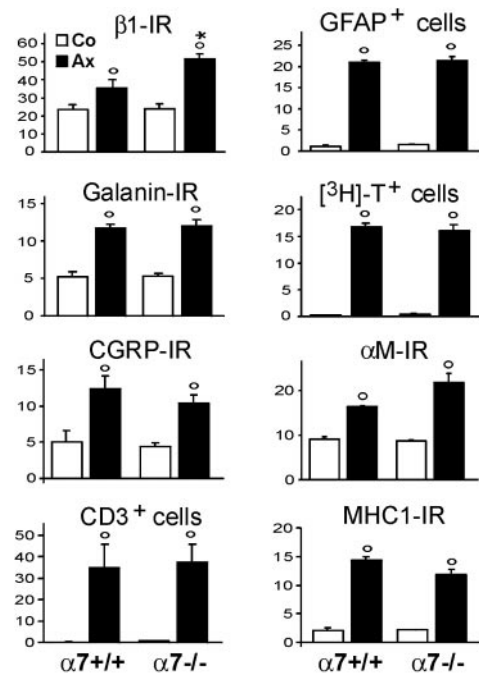 β1-IR
60
50
40
30
20
10
0
Co
Ax
o
*
o
GFAP+ cells
25
20
15
10
5
0
o
o
Galanin-IR
15
10
5
0
o
o
[³H]-T+ cells
20
15
10
5
0
o
o
CGRP-IR
15
10
5
0
o
o
αM-IR
20
10
0
o
o
CD3+ cells
50
40
30
20
10
0
o
o
MHC1-IR
20
15
10
5
0
o
o
α7+/+ α7-/-
α7+/+ α7-/-